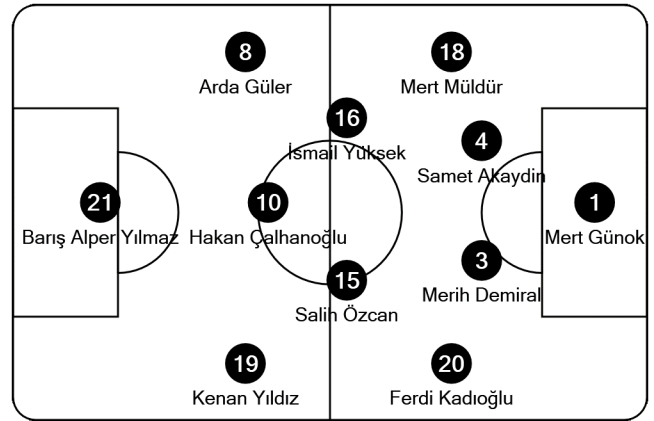 8
Arda Güler
18
Mert Müldür
16
İsmail Yüksek
4
Samet Akaydin
21
Barış Alper Yılmaz
10
Hakan Çalhanoğlu
1
Mert Günok
3
Merih Demiral
15
Salih Özcan
19
Kenan Yıldız
20
Ferdi Kadıoğlu